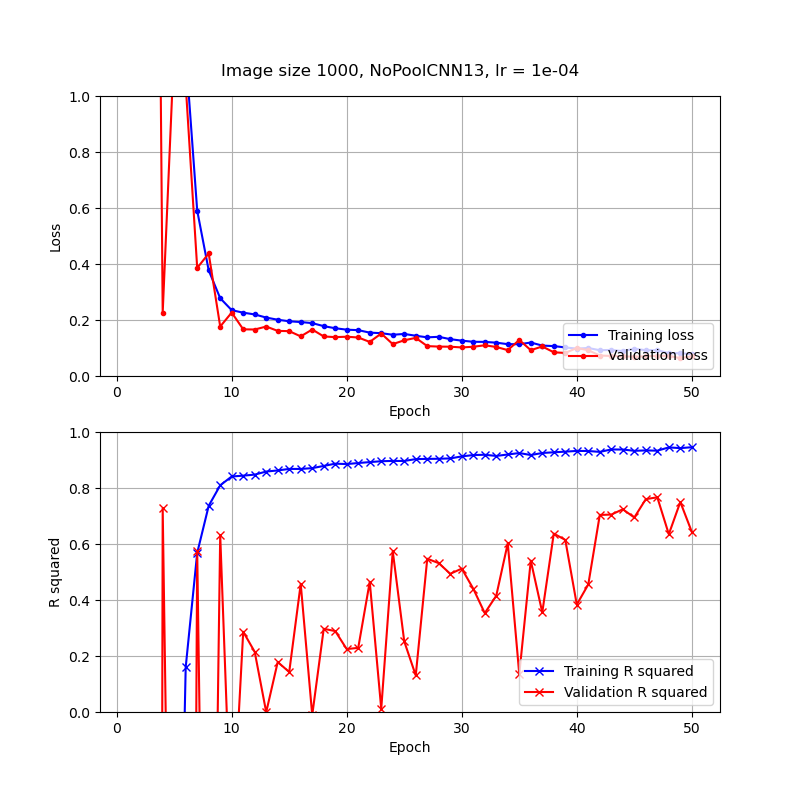 Image size 1000, NoPoolCNN13, lr = 1e-04
1.0
0.8
0.6
0.4
0.2
0.0
Loss
Training loss
Validation loss
0 10 20 30 40 50
Epoch
1.0
0.8
0.6
0.4
0.2
0.0
R squared
Training R squared
Validation R squared
0 10 20 30 40 50
Epoch